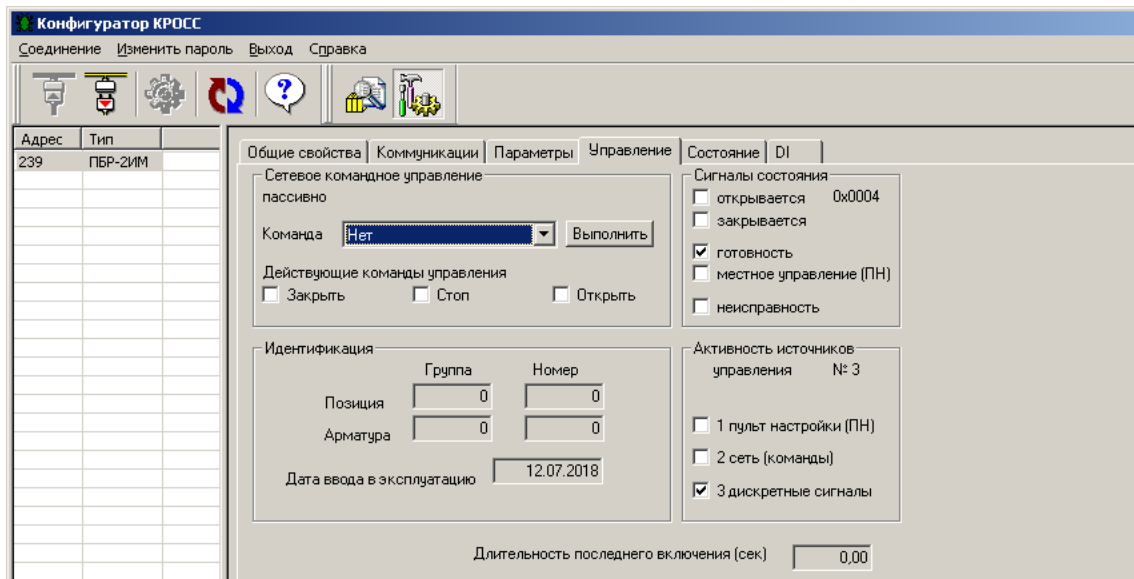 Конфигуратор КРОСС
Соединение Изменить пароль Выход Справка
Адрес Тип
239 ПБР-2ИМ
Общие свойства Коммуникации Параметры Управление Состояние DI
Сетевое командное управление
пассивно
Команда Нет Выполнить
Действующие команды управления
Закрыть Стоп Открыть
Сигналы состояния
открывается 0x0004
закрывается
готовность
местное управление (ПН)
неисправность
Идентификация
Группа Номер
Позиция 0 0
Арматура 0 0
Дата ввода в эксплуатацию 12.07.2018
Активность источников
управления № 3
1 пульт настройки (ПН)
2 сеть (команды)
3 дискретные сигналы
Длительность последнего включения (сек) 0,00